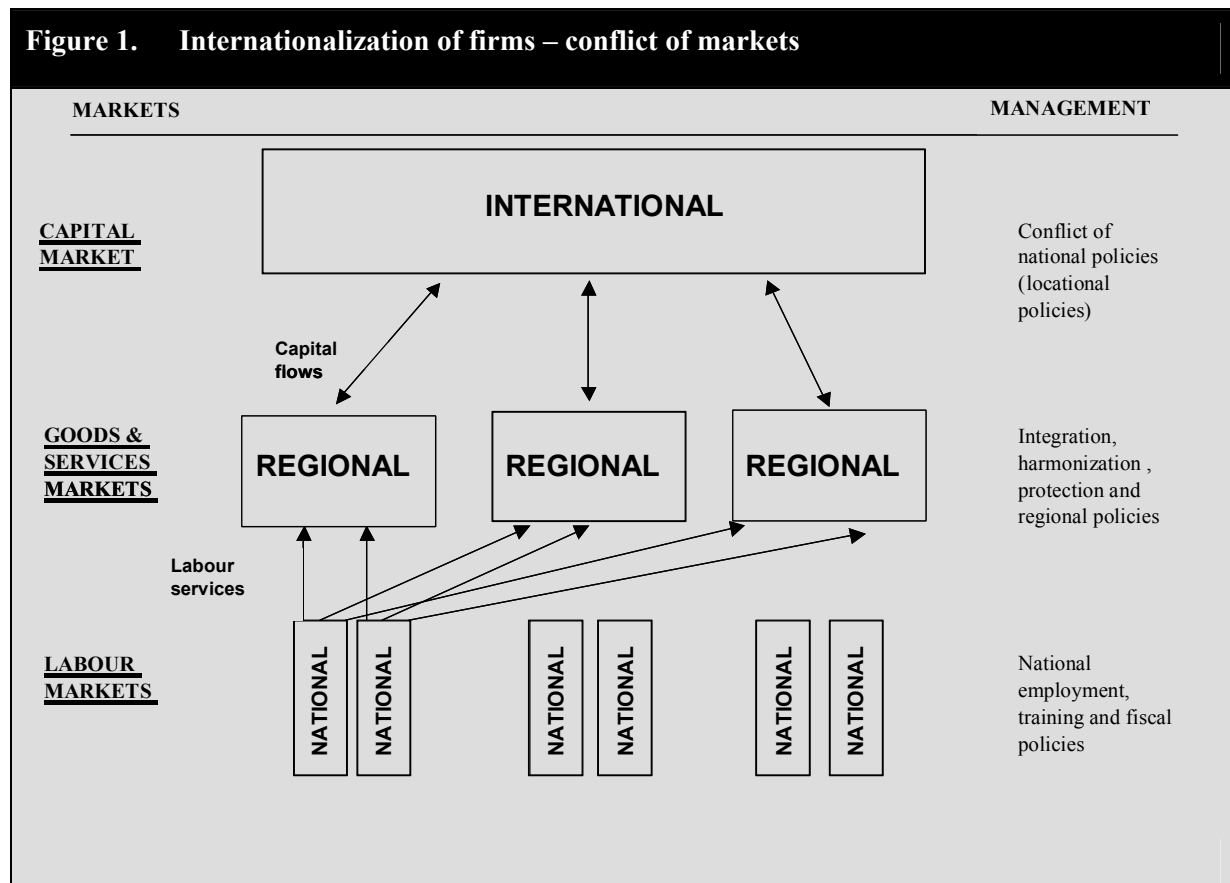 Figure 1. Internationalization of firms – conflict of markets
MARKETS
MANAGEMENT
CAPITAL
MARKET
INTERNATIONAL
Conflict of
national policies
(locational
policies)
Capital
flows
GOODS &
SERVICES
MARKETS
REGIONAL
REGIONAL
REGIONAL
Integration,
harmonization ,
protection and
regional policies
Labour
services
LABOUR
MARKETS
NATIONAL
NATIONAL
NATIONAL
NATIONAL
NATIONAL
NATIONAL
National
employment,
training and fiscal
policies